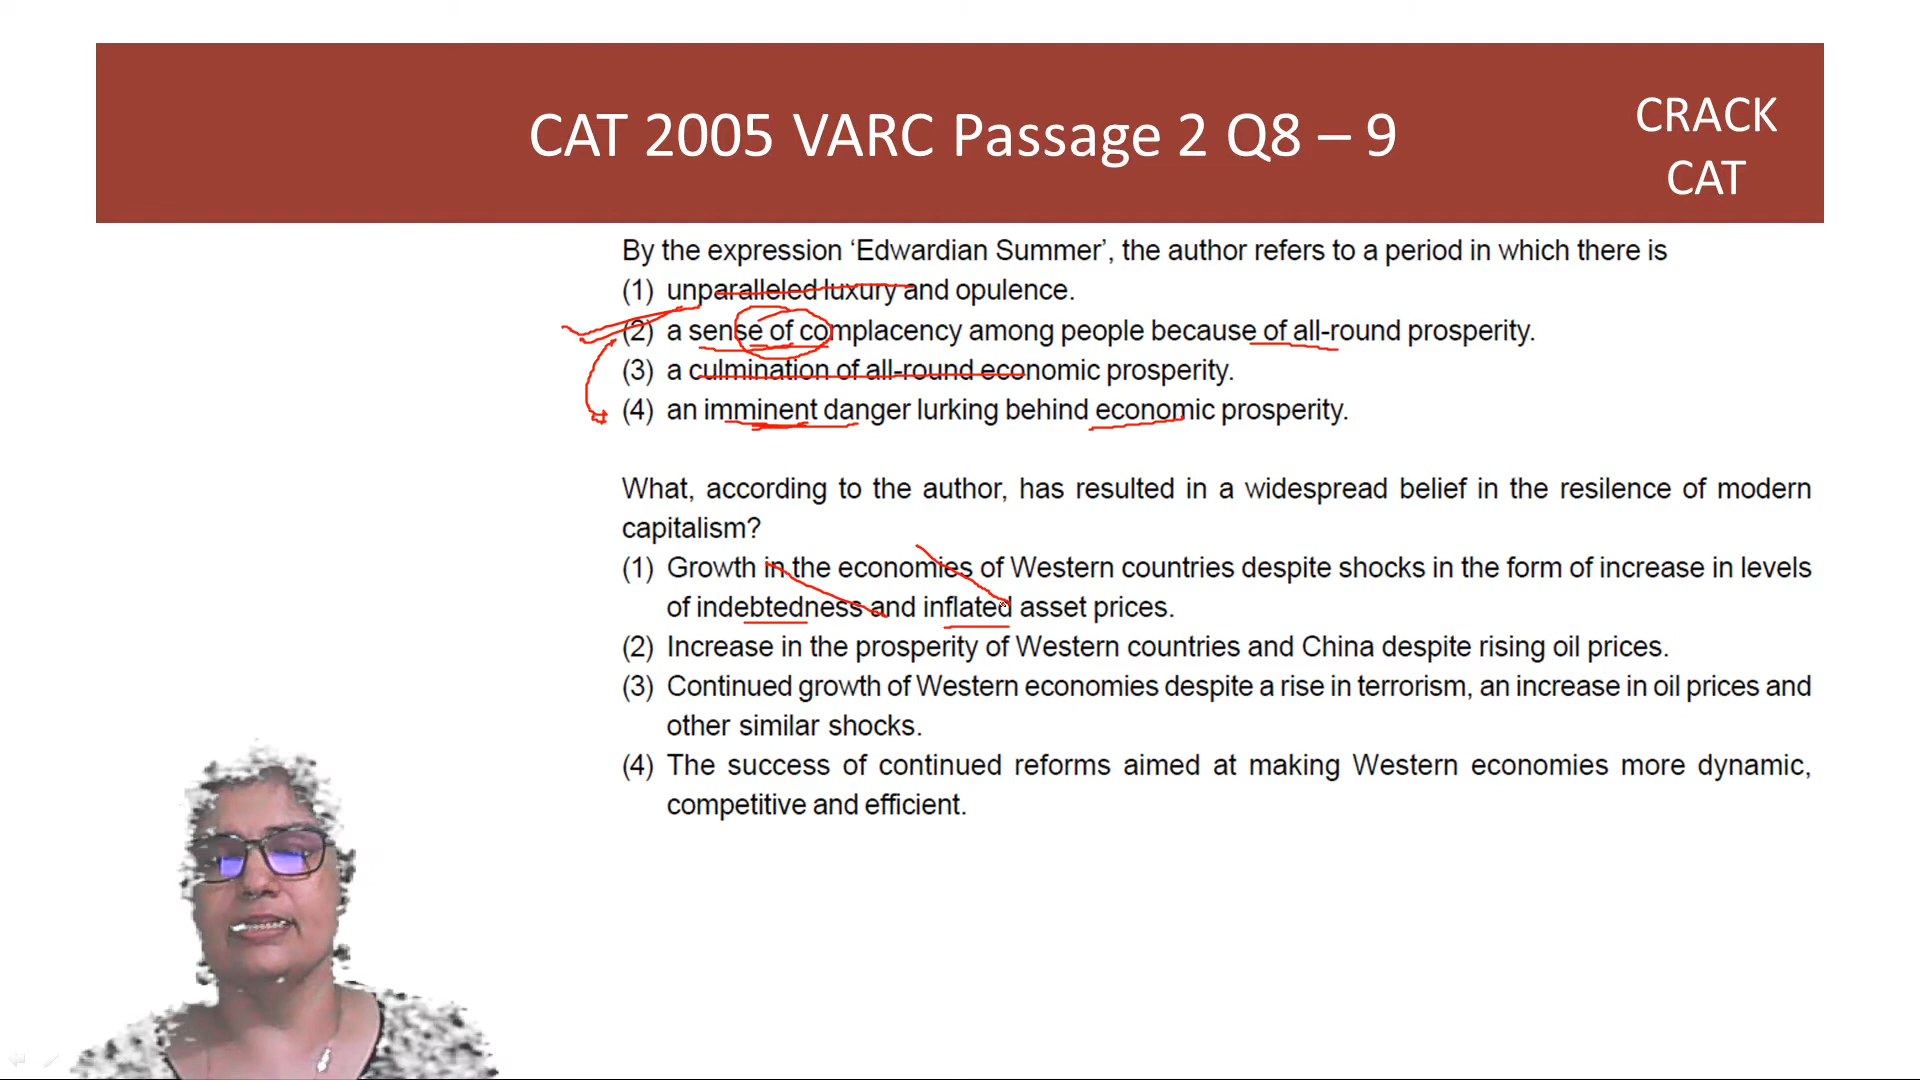 CAT 2005 VARC Passage 2 Q8 – 9
CRACK
CAT
By the expression ‘Edwardian Summer’, the author refers to a period in which there is
(1) unparalleled luxury and opulence.
(2) a sense of complacency among people because of all-round prosperity.
(3) a culmination of all-round economic prosperity.
(4) an imminent danger lurking behind economic prosperity.
What, according to the author, has resulted in a widespread belief in the resilence of modern
capitalism?
(1) Growth in the economies of Western countries despite shocks in the form of increase in levels
of indebtedness and inflated asset prices.
(2) Increase in the prosperity of Western countries and China despite rising oil prices.
(3) Continued growth of Western economies despite a rise in terrorism, an increase in oil prices and
other similar shocks.
(4) The success of continued reforms aimed at making Western economies more dynamic,
competitive and efficient.